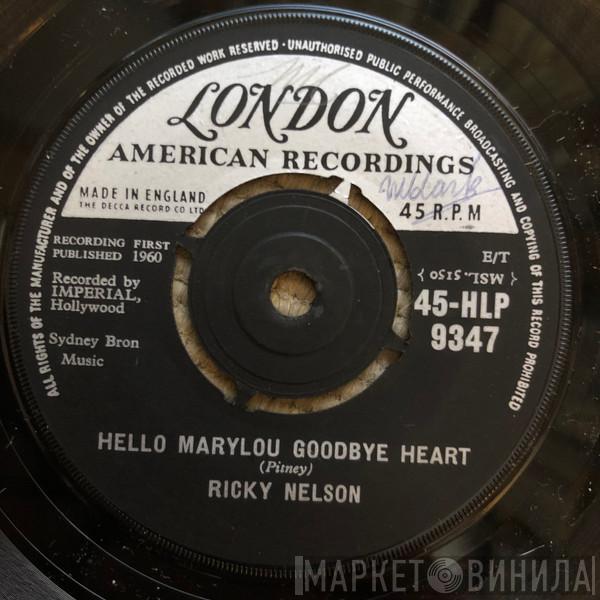 ALL RIGHTS OF THE MANUFACTURER AND OF THE OWNER OF THE RECORDED WORK RESERVED · UNAUTHORISED PUBLIC PERFORMANCE BROADCASTING AND COPYING OF THIS RECORD PROHIBITED
LONDON
AMERICAN RECORDINGS
MADE IN ENGLAND
THE DECCA RECORD CO LTD
45 R.P.M
RECORDING FIRST
PUBLISHED 1960
E/T
Recorded by
IMPERIAL,
Hollywood
{ MSL. 5150 }
45-HLP
9347
Sydney Bron
Music
HELLO MARYLOU GOODBYE HEART
(Pitney)
RICKY NELSON
МАРКЕТ ВИНИЛА